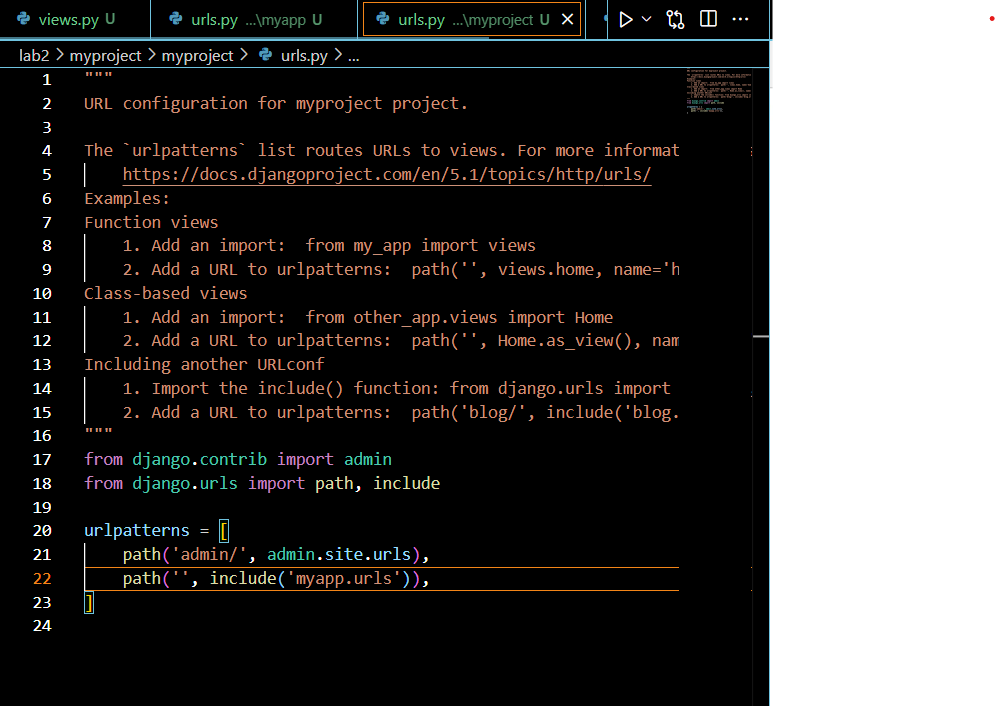 views.py U urls.py ...\myapp U urls.py ...\myproject U
lab2 > myproject > myproject > urls.py > ...
1 """
2 URL configuration for myproject project.
3
4 The `urlpatterns` list routes URLs to views. For more informat
5 https://docs.djangoproject.com/en/5.1/topics/http/urls/
6 Examples:
7 Function views
8 1. Add an import:  from my_app import views
9 2. Add a URL to urlpatterns:  path('', views.home, name='h
10 Class-based views
11 1. Add an import:  from other_app.views import Home
12 2. Add a URL to urlpatterns:  path('', Home.as_view(), nam
13 Including another URLconf
14 1. Import the include() function: from django.urls import
15 2. Add a URL to urlpatterns:  path('blog/', include('blog.
16 """
17 from django.contrib import admin
18 from django.urls import path, include
19
20 urlpatterns = [
21 path('admin/', admin.site.urls),
22 path('', include('myapp.urls')),
23 ]
24